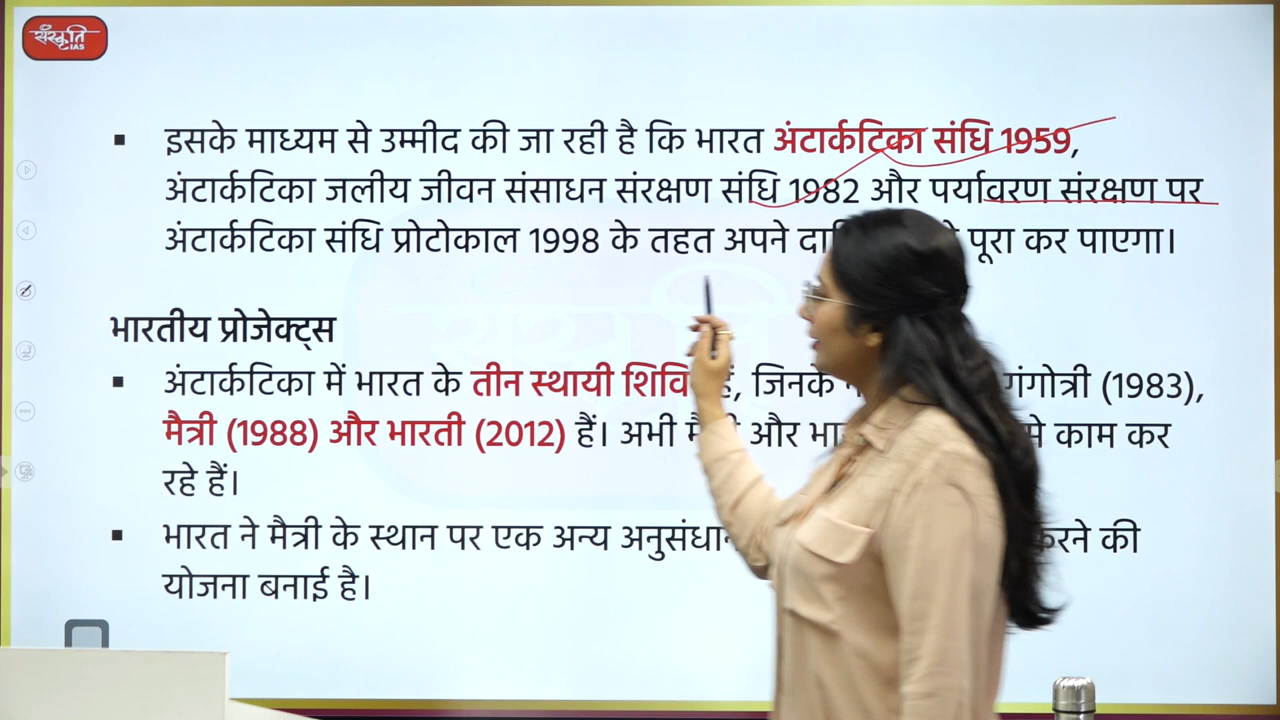 संस्कृति
IAS
▪ इसके माध्यम से उम्मीद की जा रही है कि भारत अंटार्कटिका संधि 1959,
अंटार्कटिका जलीय जीवन संसाधन संरक्षण संधि 1982 और पर्यावरण संरक्षण पर
अंटार्कटिका संधि प्रोटोकाल 1998 के तहत अपने पूरा कर पाएगा।
भारतीय प्रोजेक्ट्स
▪ अंटार्कटिका में भारत के तीन स्थायी हैं, जिनके गंगोत्री (1983),
मैत्री (1988) और भारती (2012) हैं। अभी और काम कर
रहे हैं।
▪ भारत ने मैत्री के स्थान पर एक अन्य करने की
योजना बनाई है।